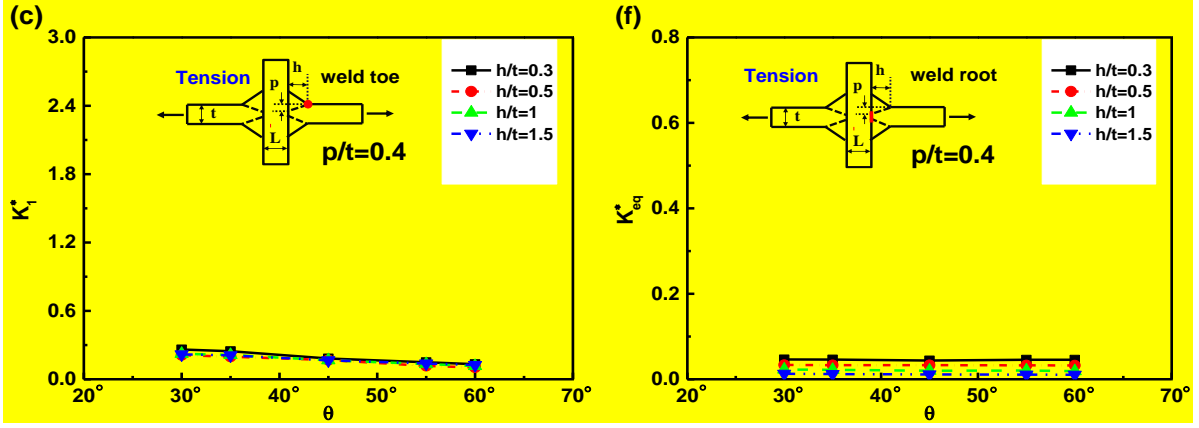 (c)
3.0
2.4
1.8
1.2
0.6
0.0
K*1
20° 30° 40° 50° 60° 70°
θ
Tension
h
weld toe
p
t
L
p/t=0.4
h/t=0.3
h/t=0.5
h/t=1
h/t=1.5
(f)
0.8
0.6
0.4
0.2
0.0
K*eq
20° 30° 40° 50° 60° 70°
θ
Tension
h
weld root
p
t
L
p/t=0.4
h/t=0.3
h/t=0.5
h/t=1
h/t=1.5